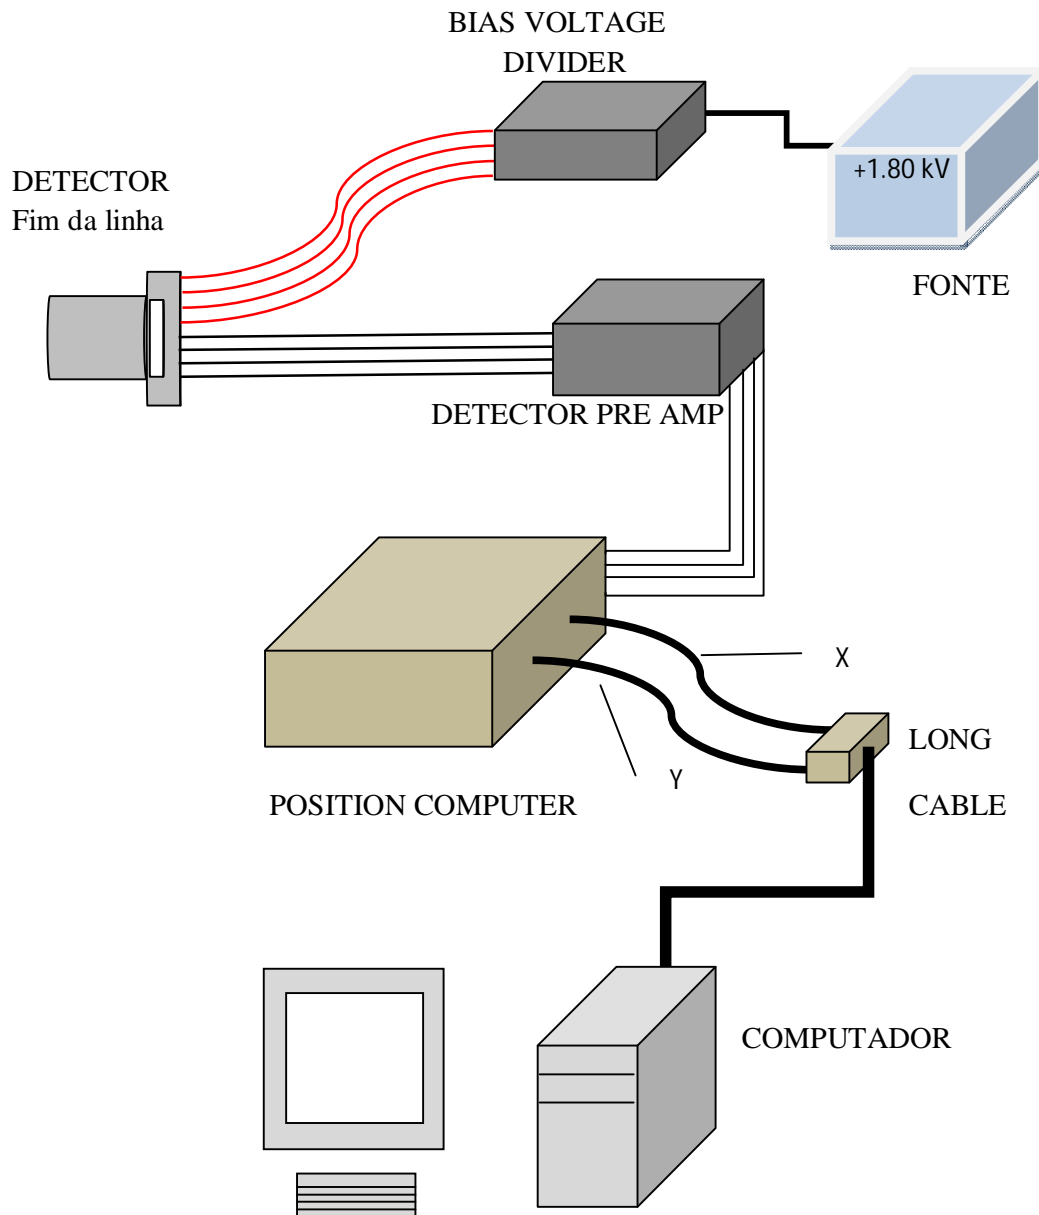 BIAS VOLTAGE
DIVIDER
+1.80 kV
DETECTOR
Fim da linha
FONTE
DETECTOR PRE AMP
X
LONG
Y
POSITION COMPUTER
CABLE
COMPUTADOR